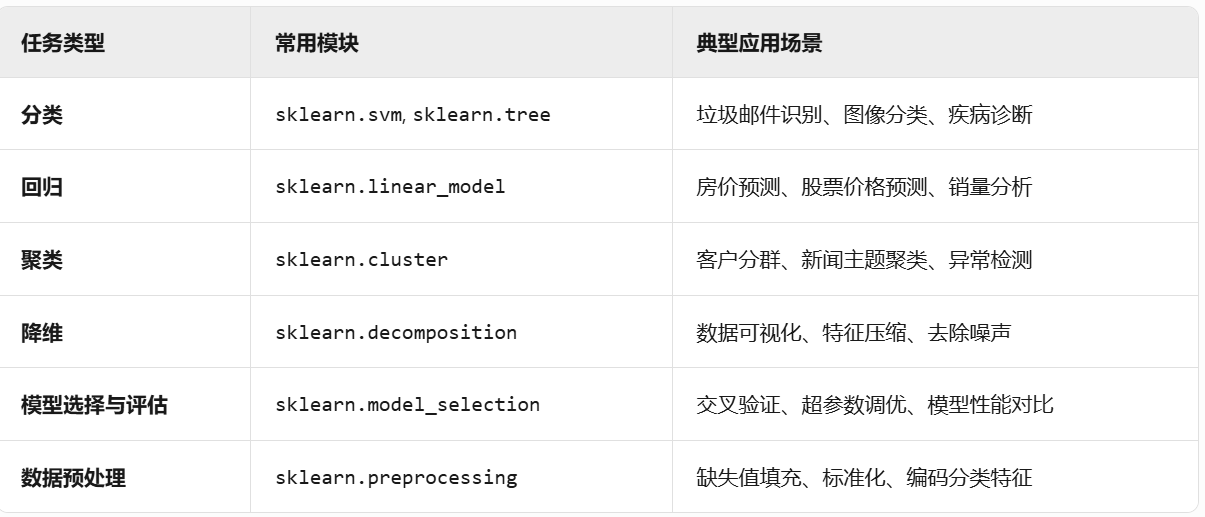 任务类型 常用模块 典型应用场景
分类 sklearn.svm, sklearn.tree 垃圾邮件识别、图像分类、疾病诊断
回归 sklearn.linear_model 房价预测、股票价格预测、销量分析
聚类 sklearn.cluster 客户分群、新闻主题聚类、异常检测
降维 sklearn.decomposition 数据可视化、特征压缩、去除噪声
模型选择与评估 sklearn.model_selection 交叉验证、超参数调优、模型性能对比
数据预处理 sklearn.preprocessing 缺失值填充、标准化、编码分类特征